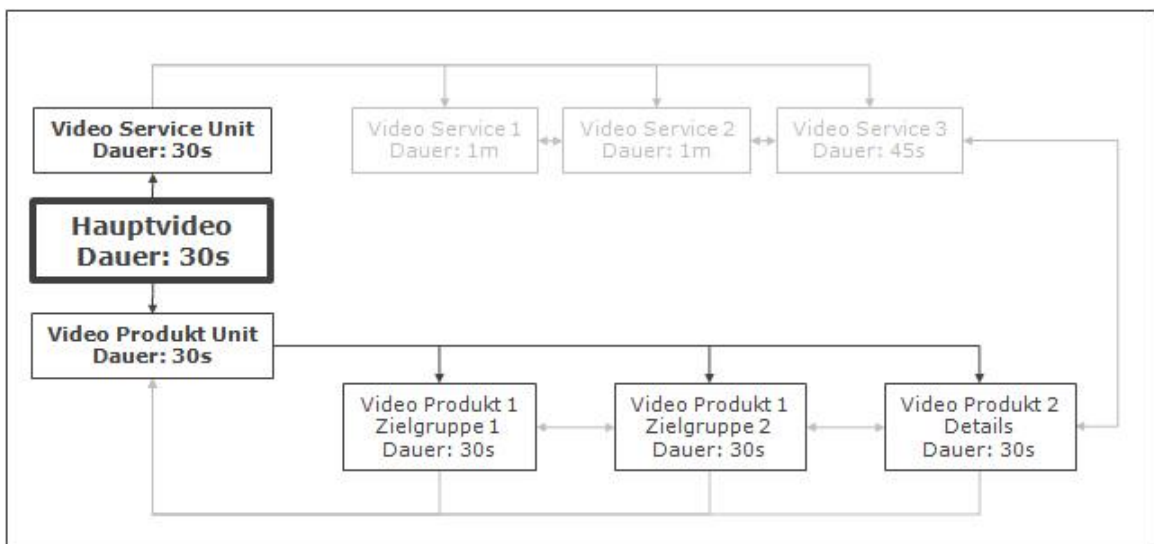 Video Service Unit
Dauer: 30s
Video Service 1
Dauer: 1m
Video Service 2
Dauer: 1m
Video Service 3
Dauer: 45s
Hauptvideo
Dauer: 30s
Video Produkt Unit
Dauer: 30s
Video Produkt 1
Zielgruppe 1
Dauer: 30s
Video Produkt 1
Zielgruppe 2
Dauer: 30s
Video Produkt 2
Details
Dauer: 30s